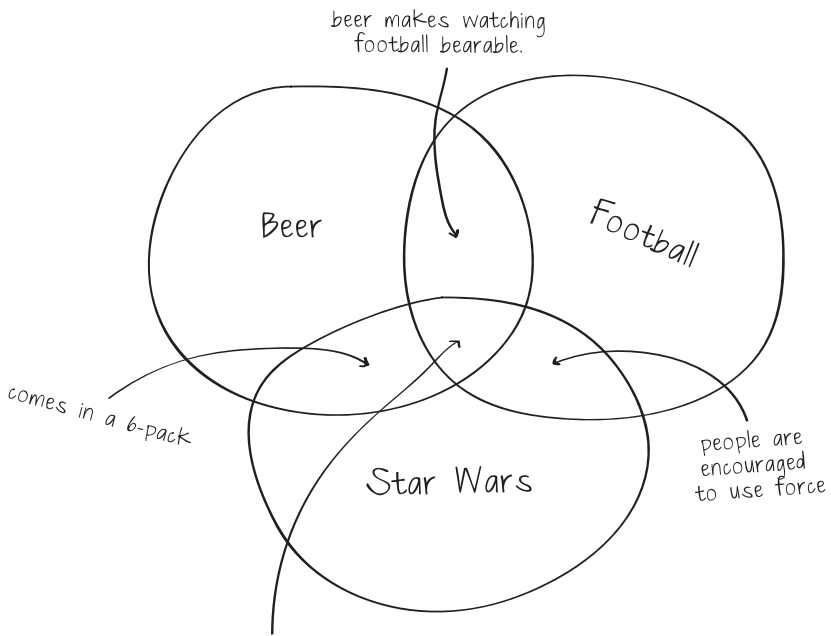 beer makes watching
football bearable.
Beer
Football
comes in a 6-pack
people are
encouraged
to use force
Star Wars